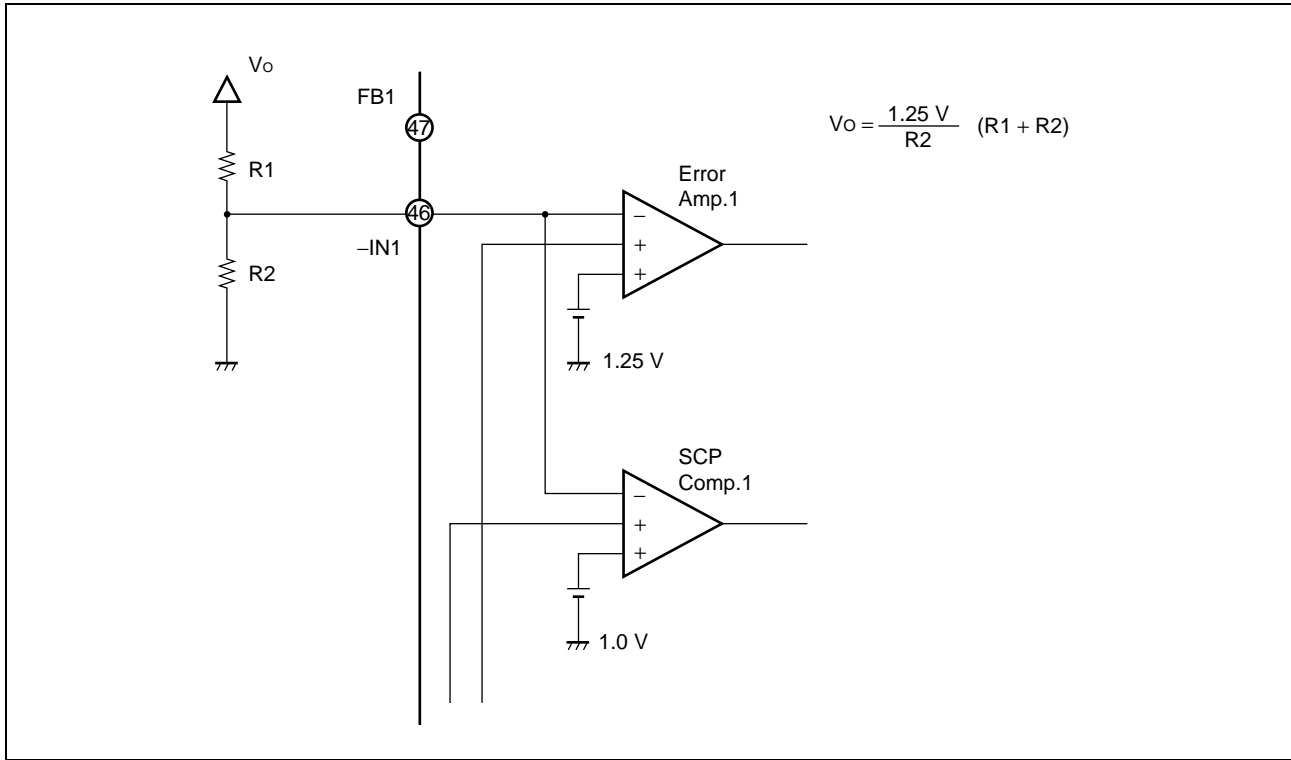 Vo
FB1
47
R1
46
−IN1
R2
Vo = 1.25 V / R2 (R1 + R2)
Error
Amp.1
−
+
+
1.25 V
SCP
Comp.1
−
+
+
1.0 V